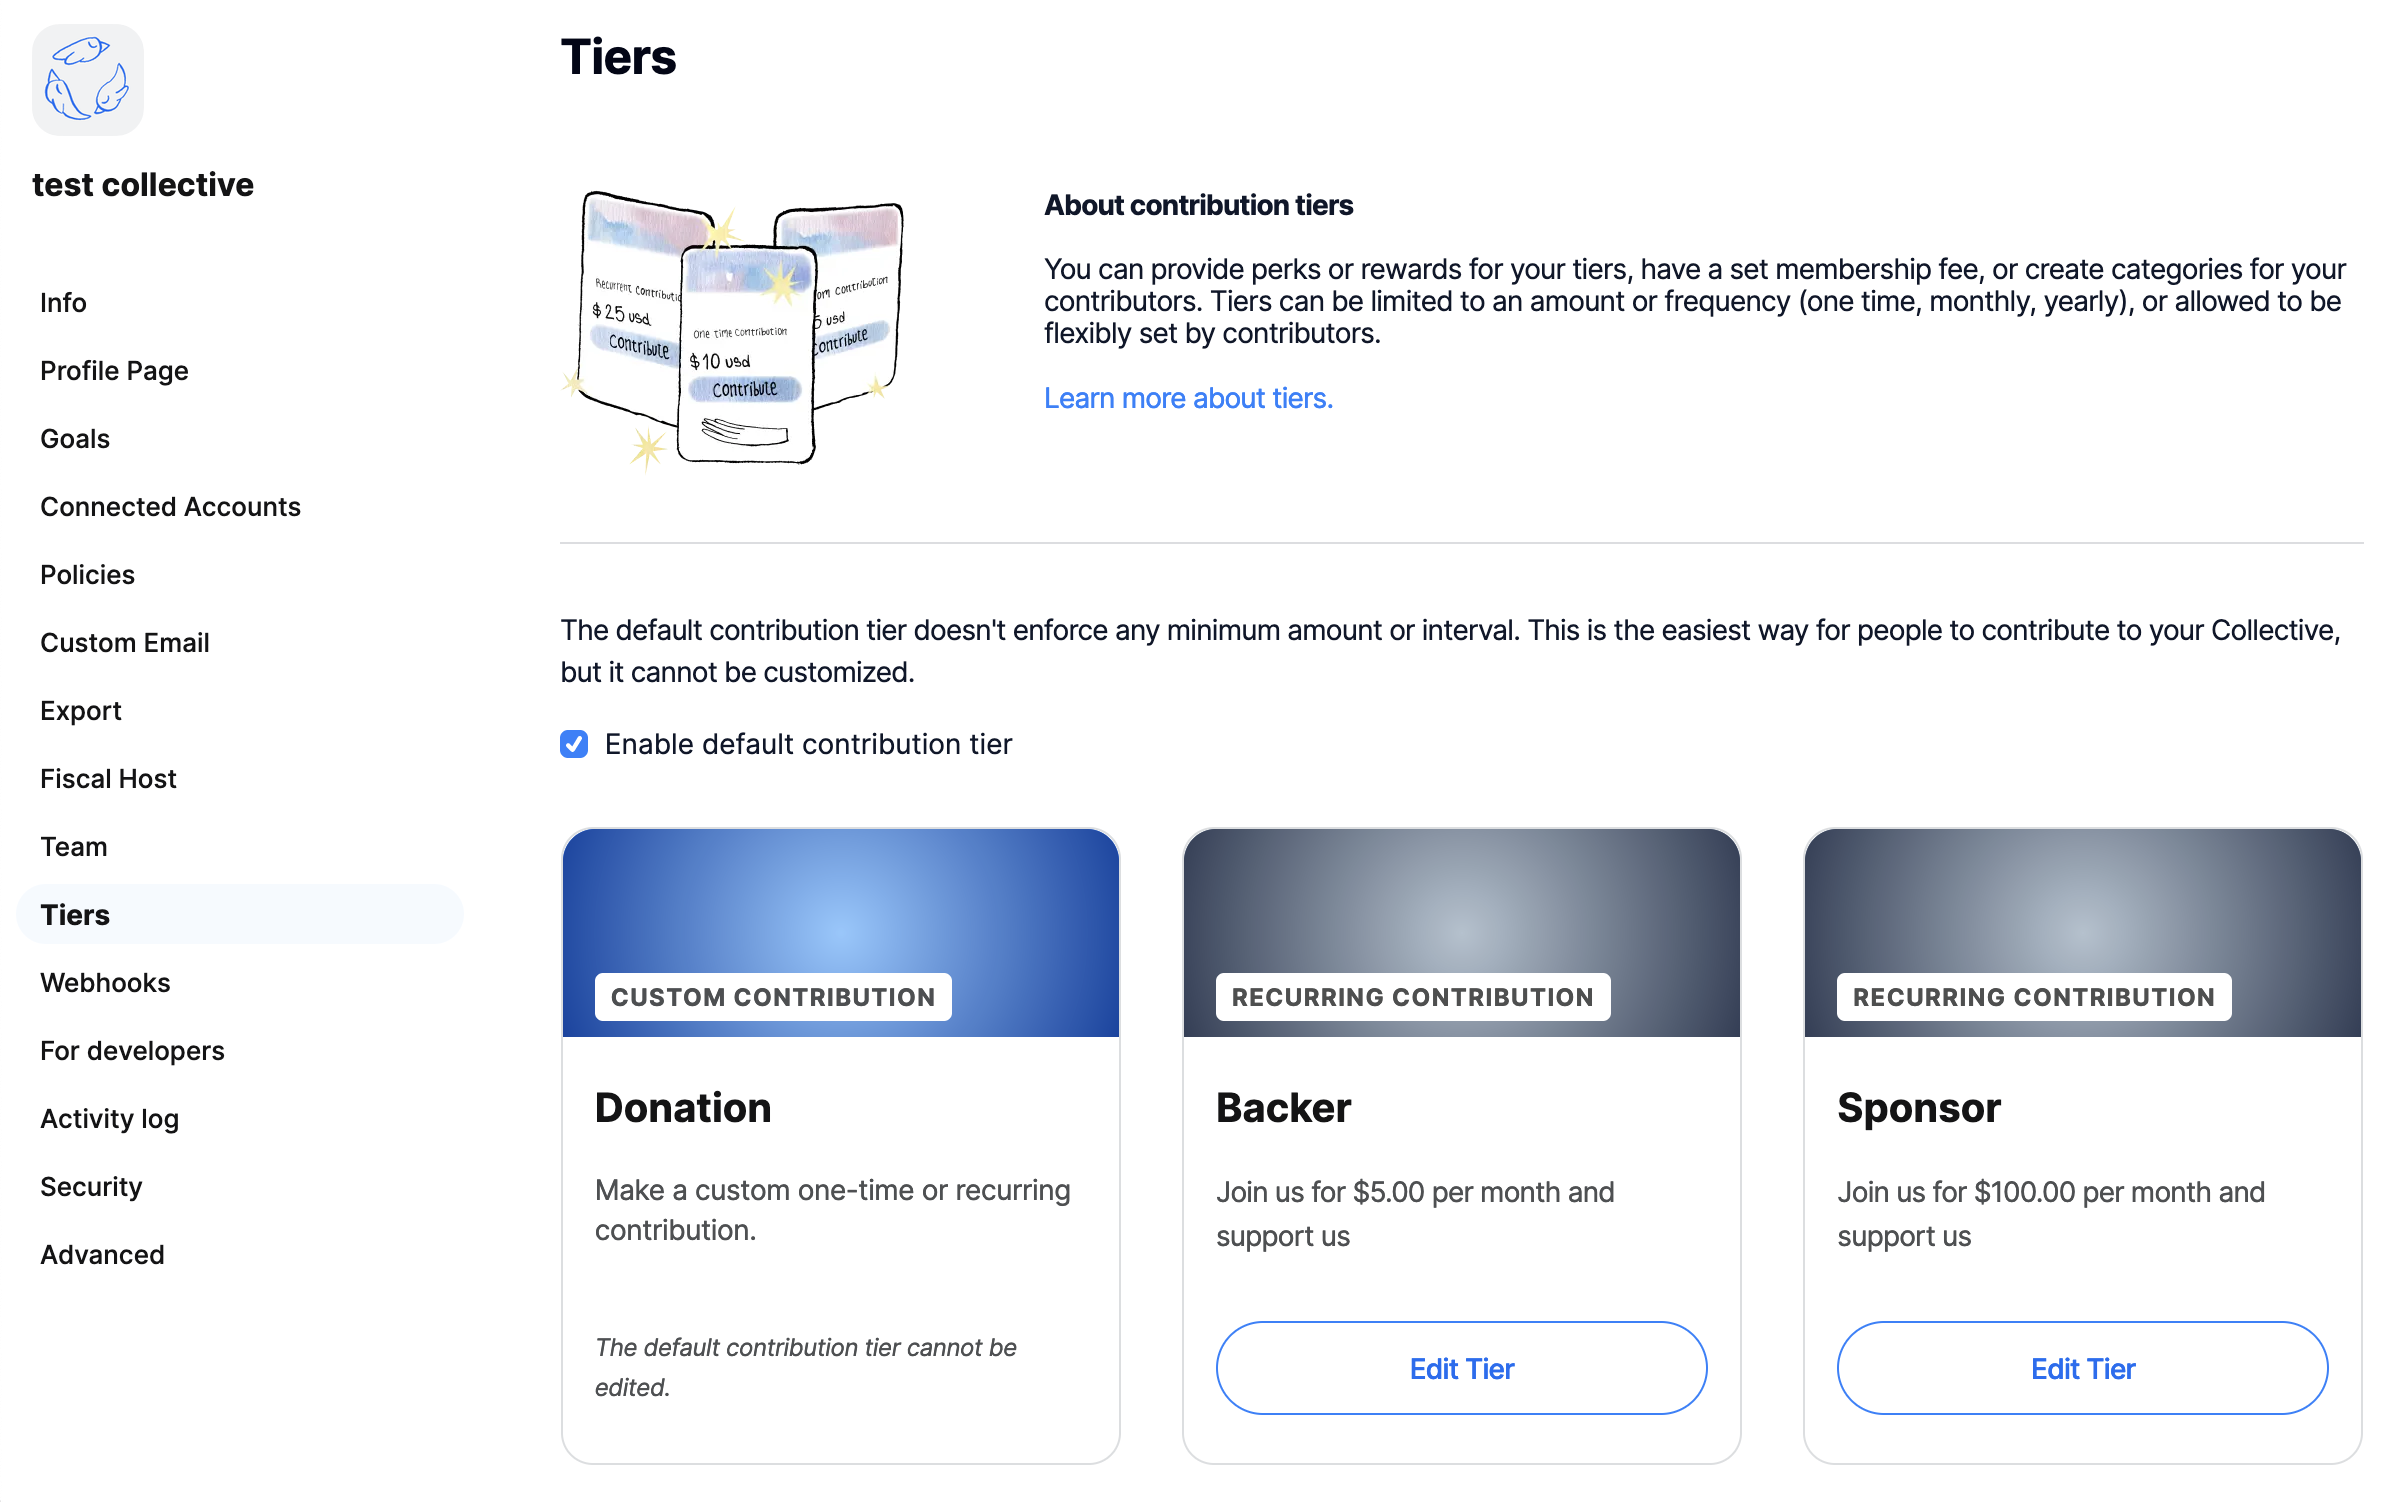 test collective
Info
Profile Page
Goals
Connected Accounts
Policies
Custom Email
Export
Fiscal Host
Team
Tiers
Webhooks
For developers
Activity log
Security
Advanced
Tiers
Recurrent Contributio
$25 usd
Contribute
One time contribution
$10 usd
Contribute
om contribution
5 usd
Contribute
About contribution tiers
You can provide perks or rewards for your tiers, have a set membership fee, or create categories for your
contributors. Tiers can be limited to an amount or frequency (one time, monthly, yearly), or allowed to be
flexibly set by contributors.
Learn more about tiers.
The default contribution tier doesn't enforce any minimum amount or interval. This is the easiest way for people to contribute to your Collective,
but it cannot be customized.
Enable default contribution tier
CUSTOM CONTRIBUTION
Donation
Make a custom one-time or recurring
contribution.
The default contribution tier cannot be
edited.
RECURRING CONTRIBUTION
Backer
Join us for $5.00 per month and
support us
Edit Tier
RECURRING CONTRIBUTION
Sponsor
Join us for $100.00 per month and
support us
Edit Tier